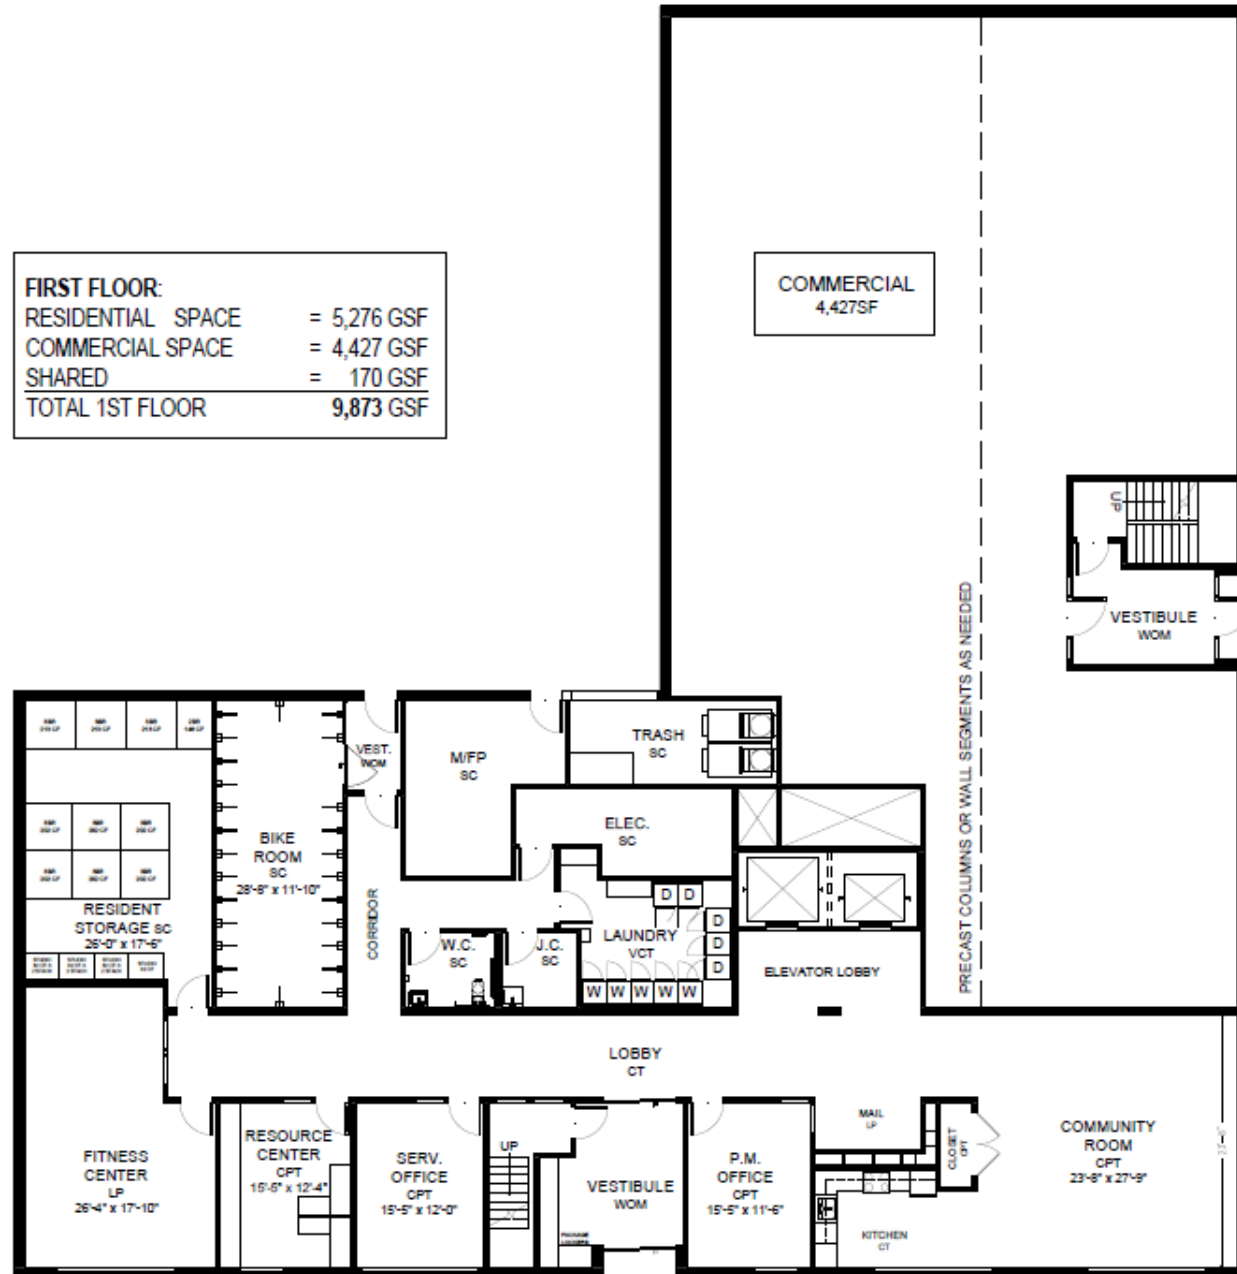 FIRST FLOOR:
RESIDENTIAL SPACE = 5,276 GSF
COMMERCIAL SPACE = 4,427 GSF
SHARED = 170 GSF
TOTAL 1ST FLOOR 9,873 GSF
COMMERCIAL
4,427SF
PRECAST COLUMNS OR WALL SEGMENTS AS NEEDED
UP
VESTIBULE
WOM
TRASH
SC
M/FP
SC
VEST.
WOM
ELEC.
SC
BIKE
ROOM
SC
28'-8" x 11'-10"
RESIDENT
STORAGE SC
26'-0" x 17'-6"
CORRIDOR
W.C.
SC
J.C.
SC
LAUNDRY
VCT
D D
D
D
D
W W W W W
ELEVATOR LOBBY
LOBBY
CT
FITNESS
CENTER
LP
26'-4" x 17'-10"
RESOURCE
CENTER
CPT
15'-5" x 12'-4"
SERV.
OFFICE
CPT
15'-5" x 12'-0"
UP
VESTIBULE
WOM
P.M.
OFFICE
CPT
15'-5" x 11'-6"
MAIL
LP
CLOSET
CPT
KITCHEN
CT
COMMUNITY
ROOM
CPT
23'-8" x 27'-9"